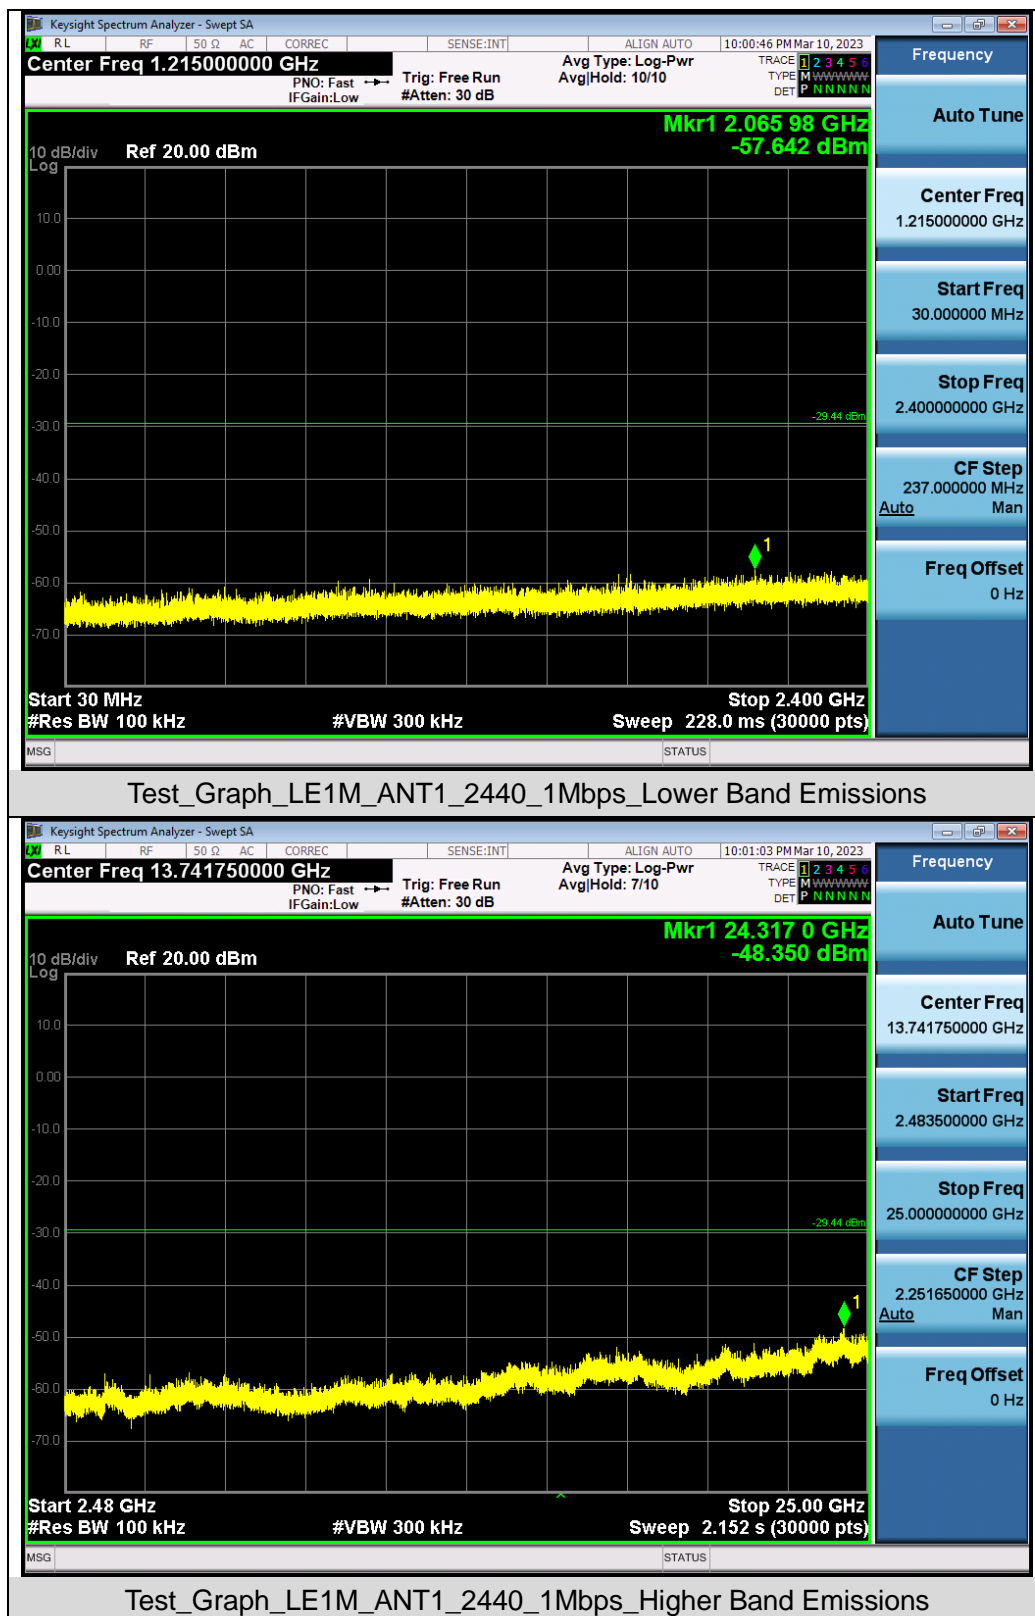 Keysight Spectrum Analyzer - Swept SA
LXI RL RF 50 Ω AC CORREC SENSE:INT ALIGN AUTO 10:00:46 PM Mar 10, 2023
Center Freq 1.215000000 GHz
PNO: Fast
IFGain:Low
Trig: Free Run
#Atten: 30 dB
Avg Type: Log-Pwr
Avg|Hold: 10/10
TRACE 1 2 3 4 5 6
TYPE M WWWWW
DET P N N N N N
Mkr1 2.065 98 GHz
-57.642 dBm
10 dB/div Ref 20.00 dBm
Log
10.0
0.00
-10.0
-20.0
-29.44 dBm
-30.0
-40.0
-50.0
1
-60.0
-70.0
Start 30 MHz Stop 2.400 GHz
#Res BW 100 kHz #VBW 300 kHz Sweep 228.0 ms (30000 pts)
MSG STATUS
Frequency
Auto Tune
Center Freq
1.215000000 GHz
Start Freq
30.000000 MHz
Stop Freq
2.400000000 GHz
CF Step
237.000000 MHz
Auto Man
Freq Offset
0 Hz
Test_Graph_LE1M_ANT1_2440_1Mbps_Lower Band Emissions
Keysight Spectrum Analyzer - Swept SA
LXI RL RF 50 Ω AC CORREC SENSE:INT ALIGN AUTO 10:01:03 PM Mar 10, 2023
Center Freq 13.741750000 GHz
PNO: Fast
IFGain:Low
Trig: Free Run
#Atten: 30 dB
Avg Type: Log-Pwr
Avg|Hold: 7/10
TRACE 1 2 3 4 5 6
TYPE M WWWWW
DET P N N N N N
Mkr1 24.317 0 GHz
-48.350 dBm
10 dB/div Ref 20.00 dBm
Log
10.0
0.00
-10.0
-20.0
-29.44 dBm
-30.0
-40.0
1
-50.0
-60.0
-70.0
Start 2.48 GHz Stop 25.00 GHz
#Res BW 100 kHz #VBW 300 kHz Sweep 2.152 s (30000 pts)
MSG STATUS
Frequency
Auto Tune
Center Freq
13.741750000 GHz
Start Freq
2.483500000 GHz
Stop Freq
25.000000000 GHz
CF Step
2.251650000 GHz
Auto Man
Freq Offset
0 Hz
Test_Graph_LE1M_ANT1_2440_1Mbps_Higher Band Emissions